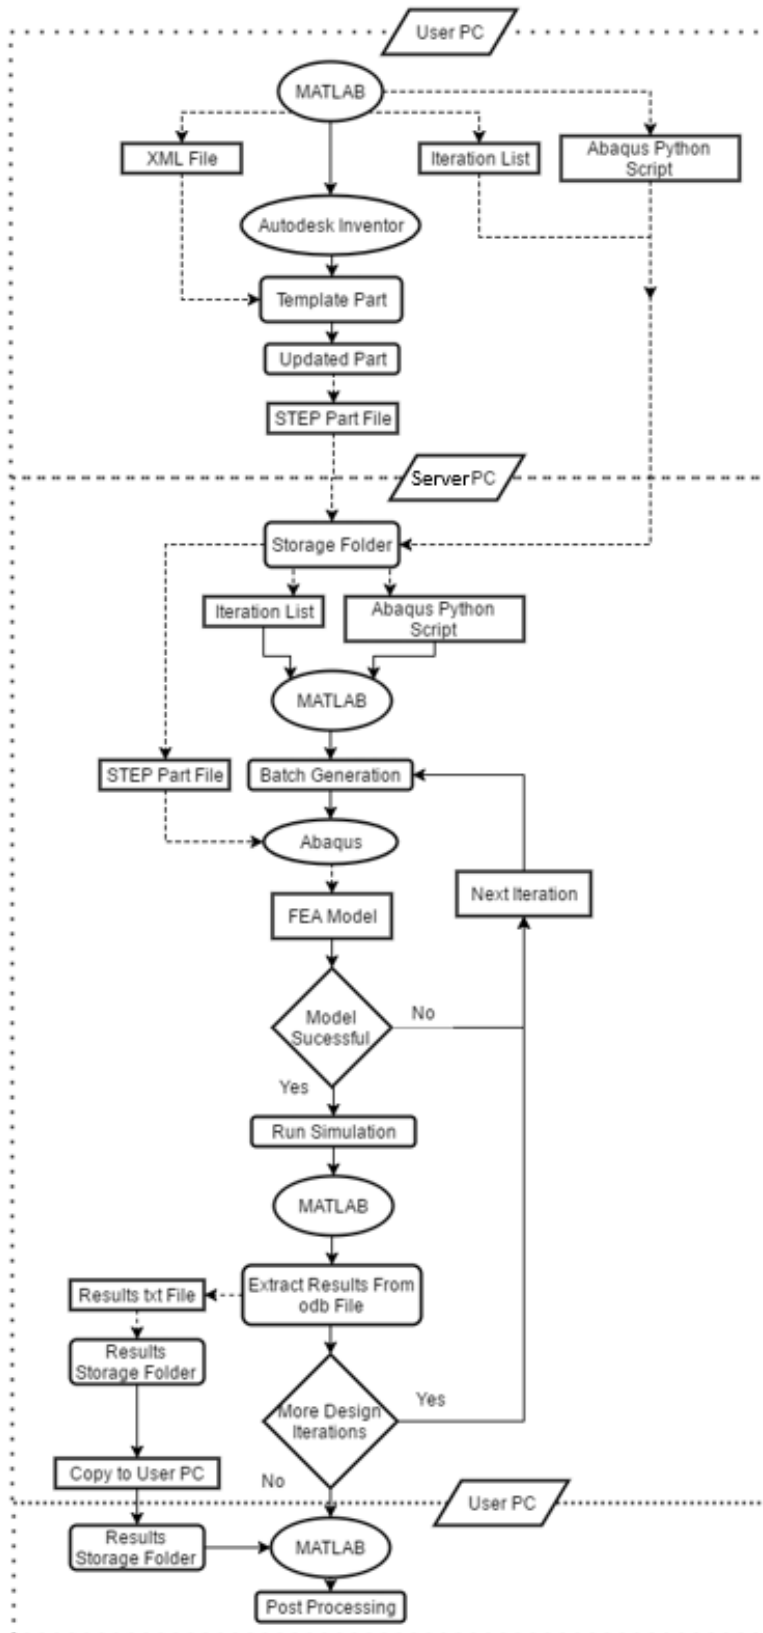 User PC
MATLAB
XML File
Iteration List
Abaqus Python
Script
Autodesk Inventor
Template Part
Updated Part
STEP Part File
Server PC
Storage Folder
Iteration List
Abaqus Python
Script
MATLAB
STEP Part File
Batch Generation
Abaqus
Next Iteration
FEA Model
Model
Sucessful
No
Yes
Run Simulation
MATLAB
Extract Results From
odb File
Results txt File
Results
Storage Folder
More Design
Iterations
Yes
Copy to User PC
No
User PC
Results
Storage Folder
MATLAB
Post Processing